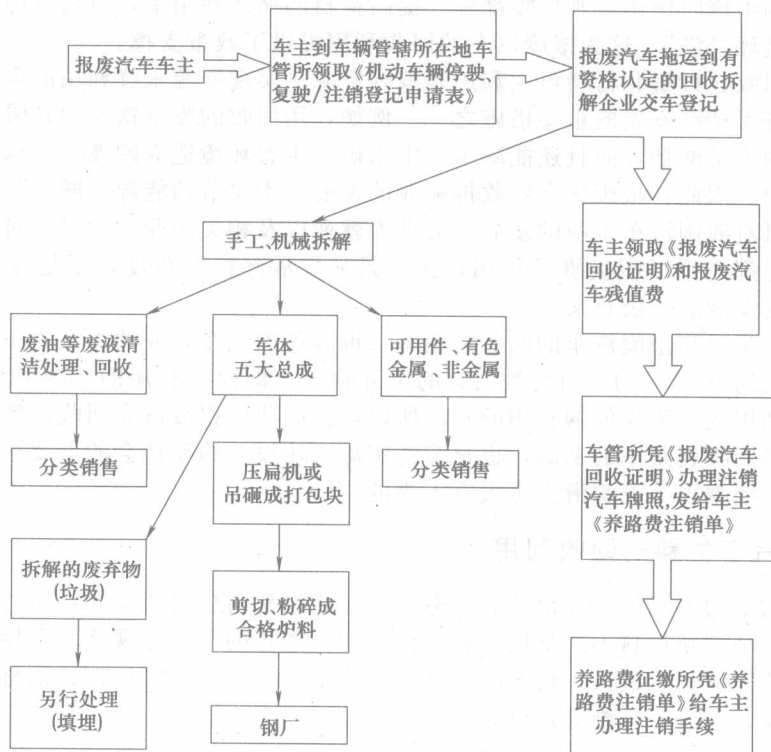 报废汽车车主
车主到车辆管辖所在地车
管所领取《机动车辆停驶/
复驶/注销登记申请表》
报废汽车拖运到有
资格认定的回收拆
解企业交车登记
手工、机械拆解
车主领取《报废汽车
回收证明》和报废汽
车残值费
废油等废液清
洁处理、回收
车体
五大总成
可用件、有色
金属、非金属
分类销售
压扁机或
吊砸成打包块
分类销售
车管所凭《报废汽车
回收证明》办理注销
汽车牌照,发给车主
《养路费注销单》
拆解的废弃物
(垃圾)
剪切、粉碎成
合格炉料
另行处理
(填埋)
钢厂
养路费征缴所凭《养
路费注销单》给车主
办理注销手续